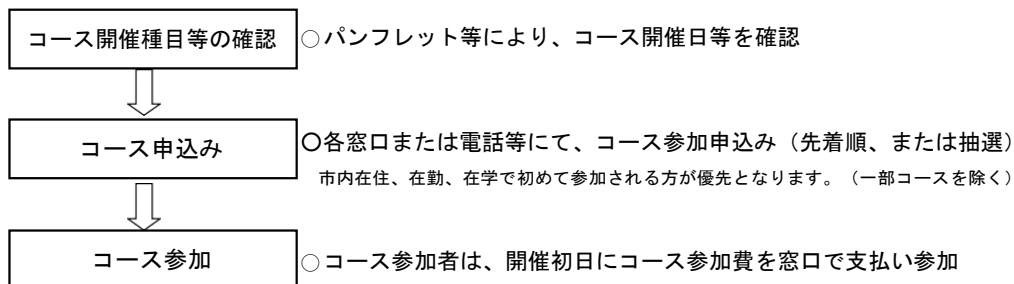 コース開催種目等の確認 ○パンフレット等により、コース開催日等を確認
コース申込み ○各窓口または電話等にて、コース参加申込み（先着順、または抽選）
市内在住、在勤、在学で初めて参加される方が優先となります。（一部コースを除く）
コース参加 ○コース参加者は、開催初日にコース参加費を窓口で支払い参加